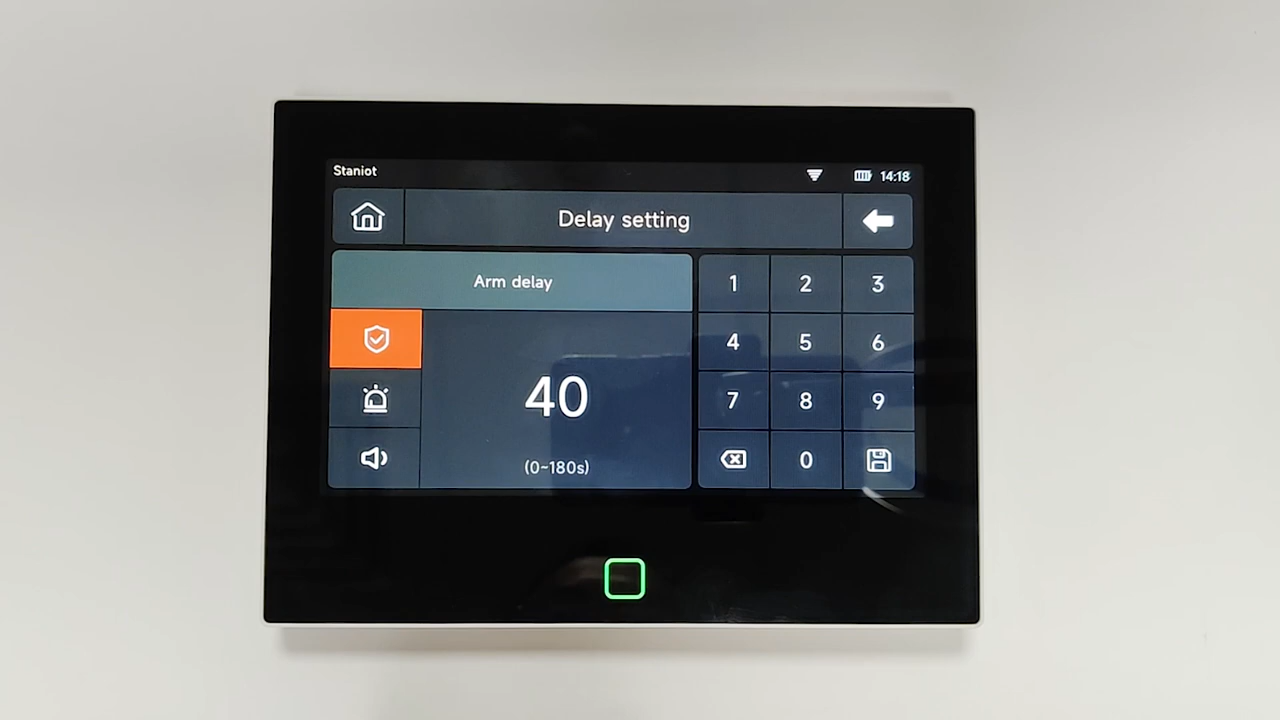 Staniot
14:18
Delay setting
Arm delay
40
(0~180s)
1 2 3
4 5 6
7 8 9
0